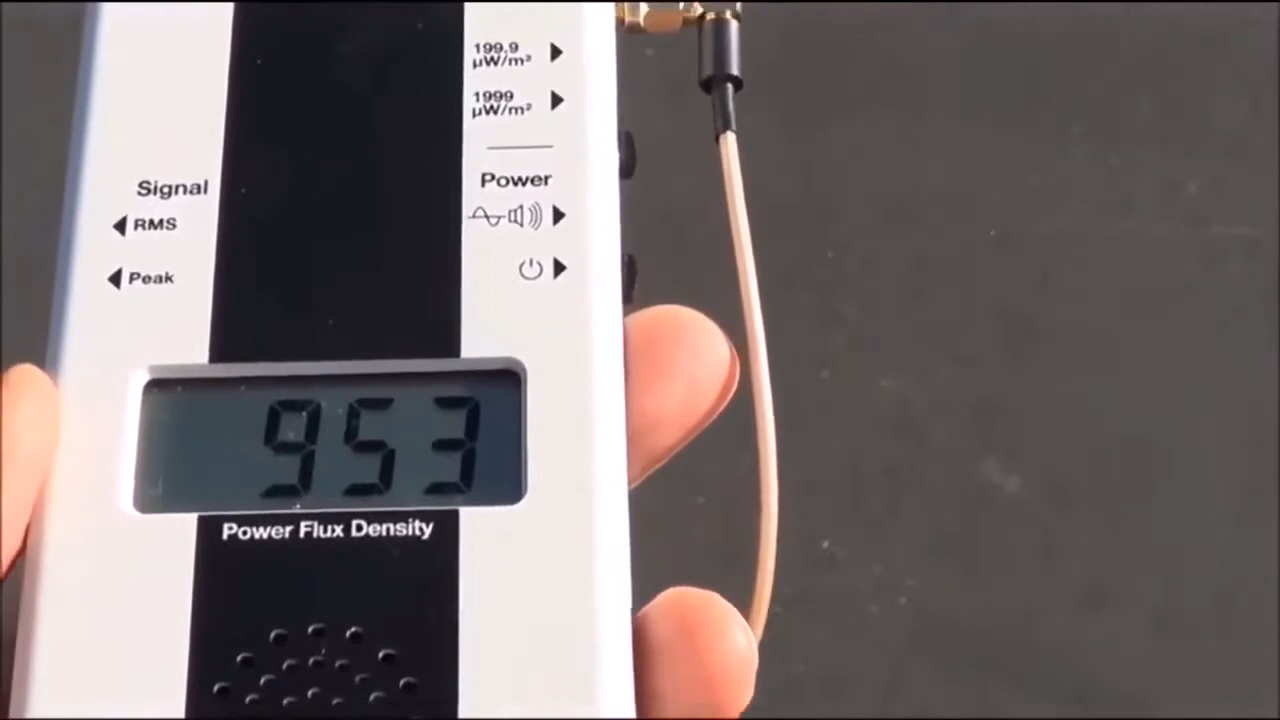 199.9
µW/m²
1999
µW/m²
Power
Signal
RMS
Peak
953
Power Flux Density